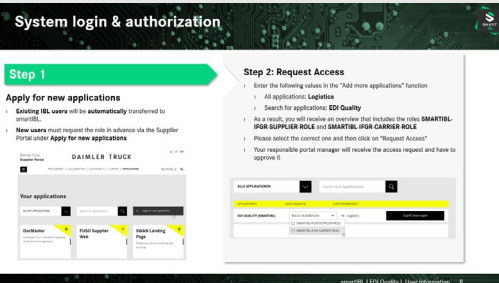 System login & authorization
SMART
Step 1
Apply for new applications
Existing IBL users will be automatically transferred to
smartIBL.
New users must request the role in advance via the Supplier
Portal under Apply for new applications
Supplier Portal
DAIMLER TRUCK
Your applications
DocMaster
FUSO Supplier
Web
SWAN Landing
Page
Step 2: Request Access
Enter the following values in the "Add more applications" function
All applications: Logistics
Search for applications: EDI Quality
As a result, you will receive an overview that includes the roles SMARTIBL-
IFGR-SUPPLIER-ROLE and SMARTIBL-IFGR-CARRIER-ROLE
Please select the correct one and then click on "Request Access"
Your responsible portal manager will receive the access request and have to
approve it
ALLE APPLIKATIONEN
EDI QUALITY (SMARTIBL)
SMARTIBL-IFGR-SUPPLIER-ROLE
SMARTIBL-IFGR-CARRIER-ROLE
smartIBL | EDI Quality | User Information 8